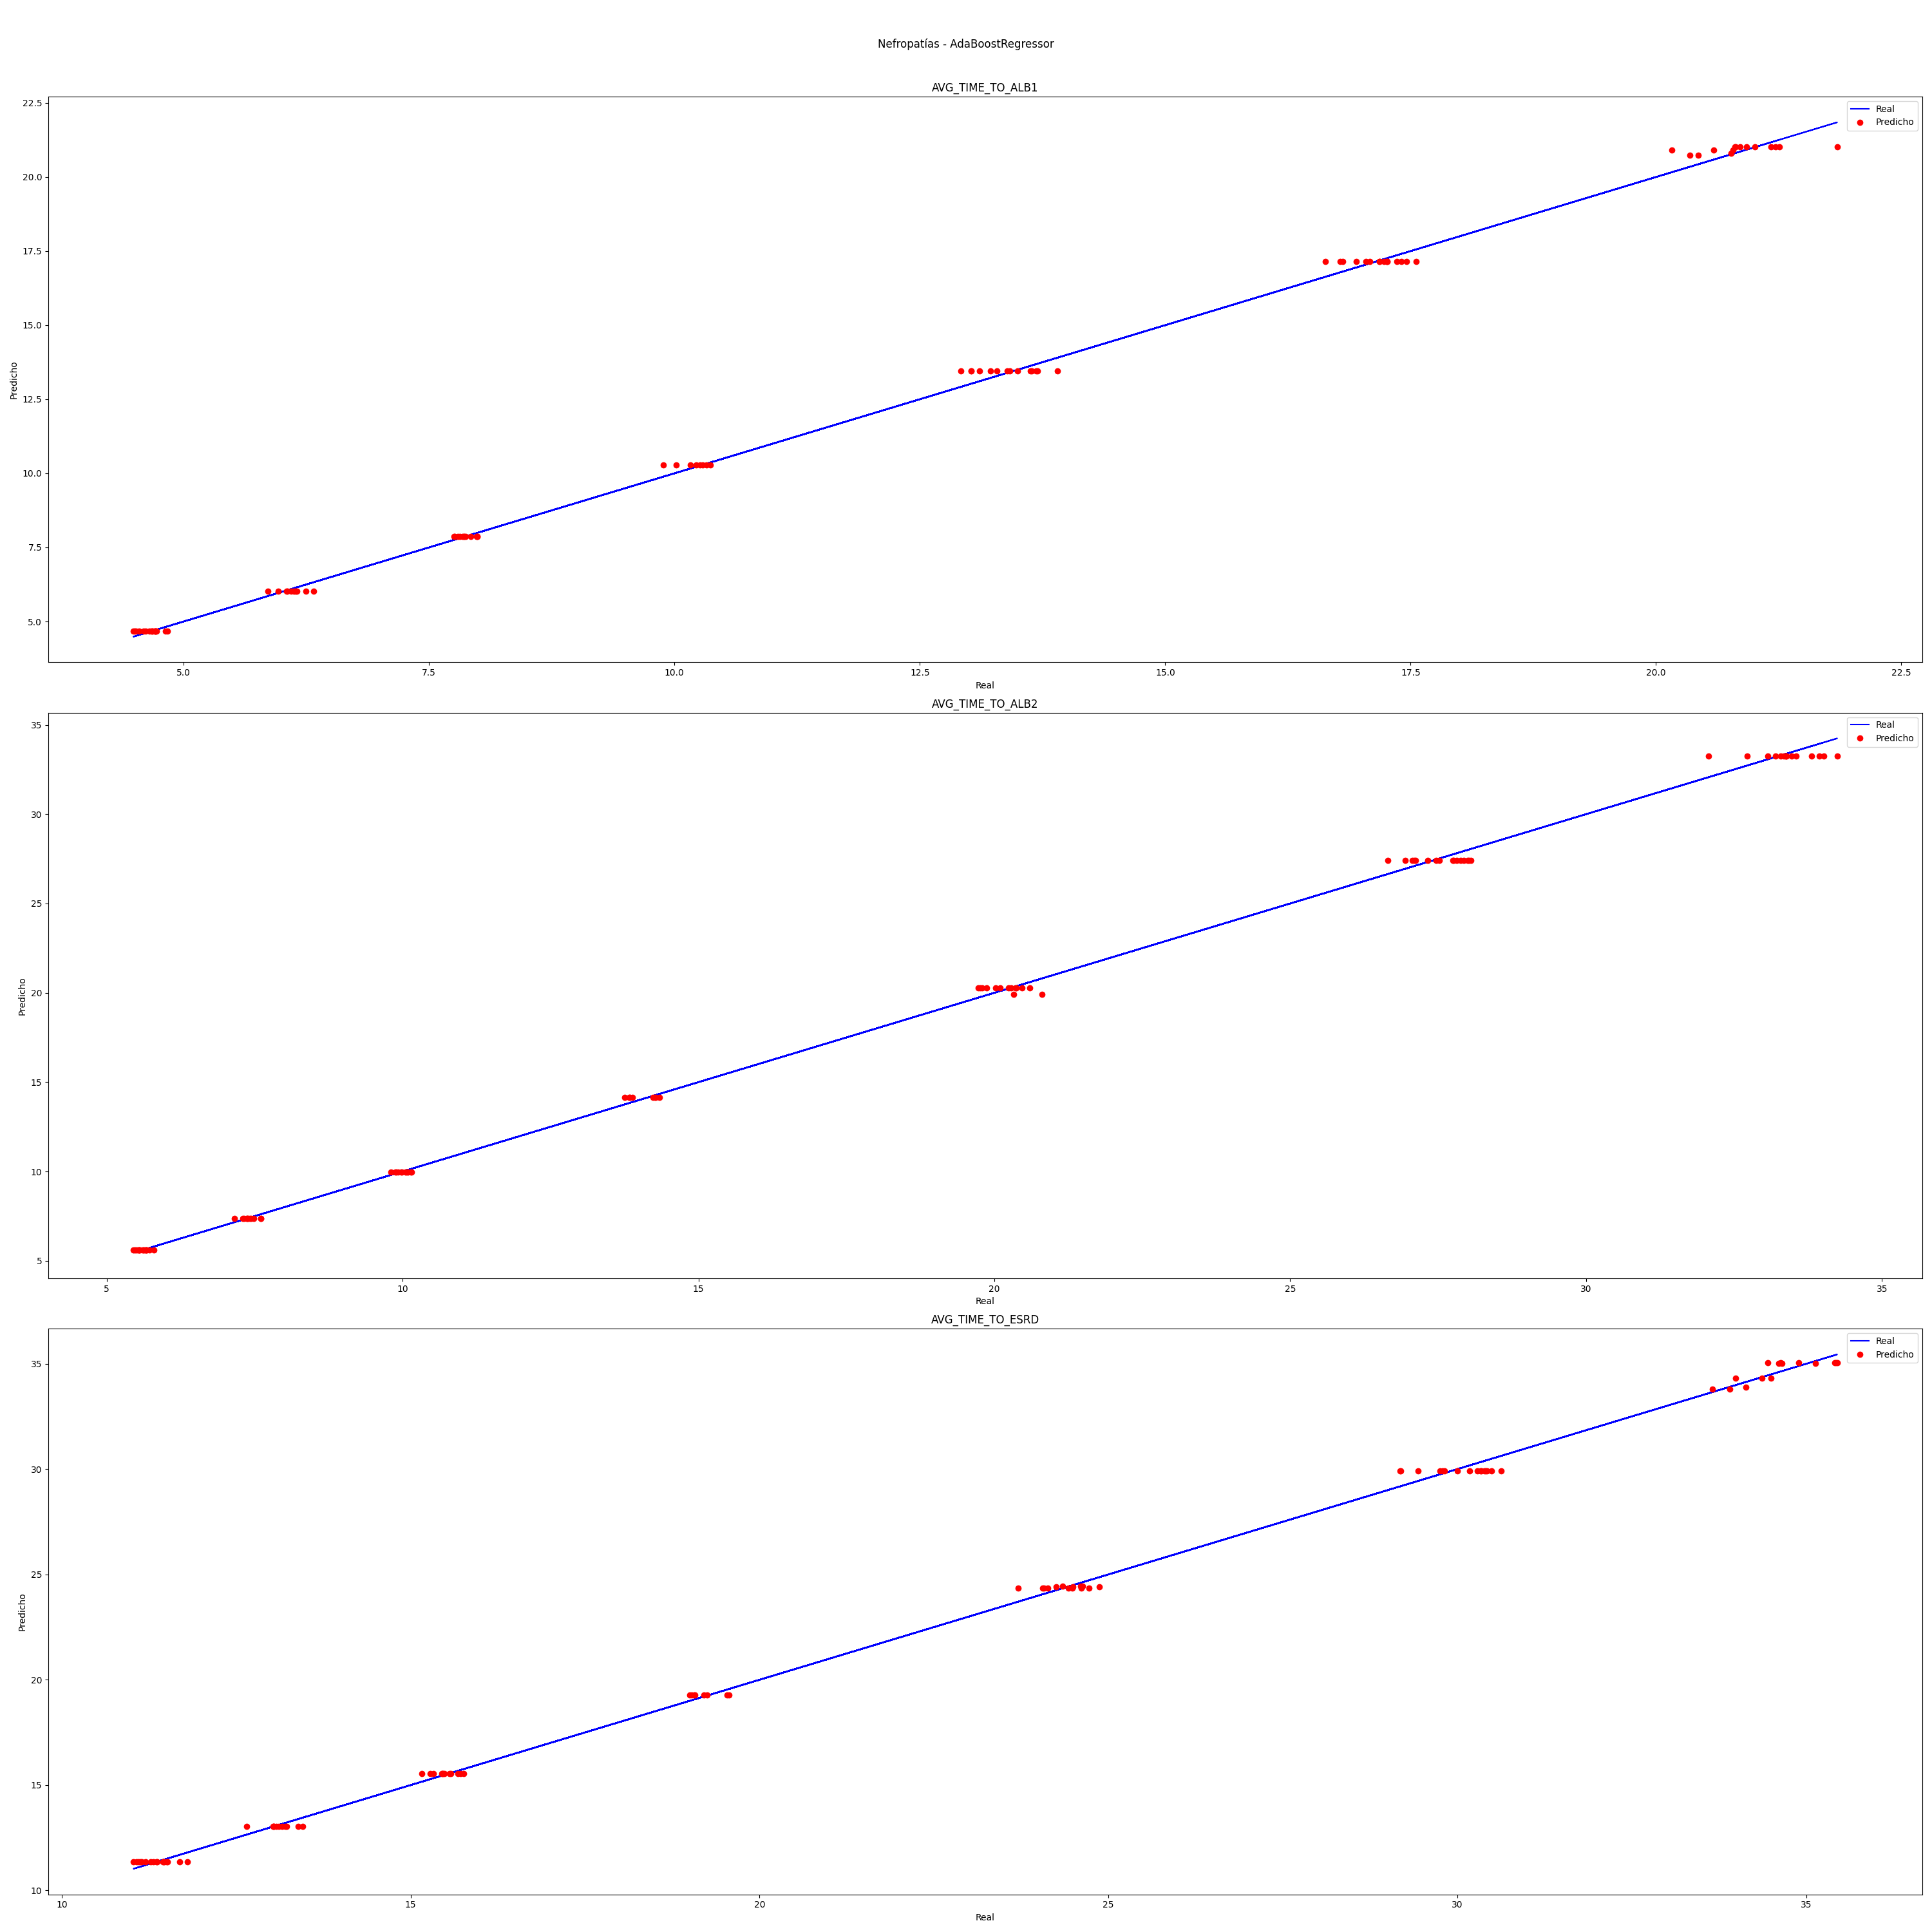 Nefropatías - AdaBoostRegressor
AVG_TIME_TO_ALB1
22.5
20.0
17.5
15.0
12.5
10.0
7.5
5.0
Predicho
Real
Predicho
5.0
7.5
10.0
12.5
15.0
17.5
20.0
22.5
Real
AVG_TIME_TO_ALB2
35
30
25
20
15
10
5
Predicho
Real
Predicho
5
10
15
20
25
30
35
Real
AVG_TIME_TO_ESRD
35
30
25
20
15
10
Predicho
Real
Predicho
10
15
20
25
30
35
Real